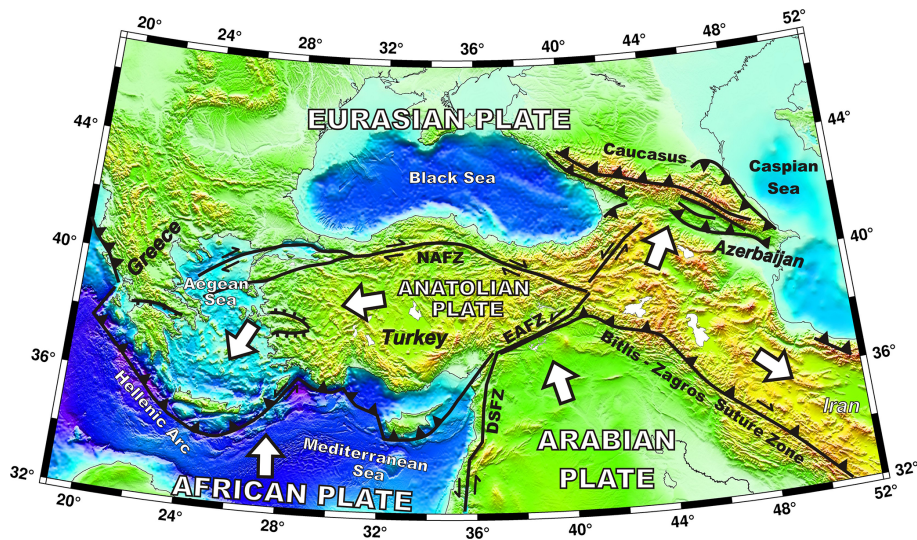 20°
24°
28°
32°
36°
40°
44°
48°
52°
44°
40°
36°
32°
44°
40°
36°
32°
EURASIAN PLATE
Caucasus
Caspian
Sea
Black Sea
Azerbaijan
Greece
Aegean
Sea
NAFZ
ANATOLIAN
PLATE
Turkey
EAFZ
Bitlis - Zagros Suture Zone
Iran
Hellenic Arc
DSFZ
Mediterranean
Sea
ARABIAN
PLATE
AFRICAN PLATE
20°
24°
28°
32°
36°
40°
44°
48°
52°